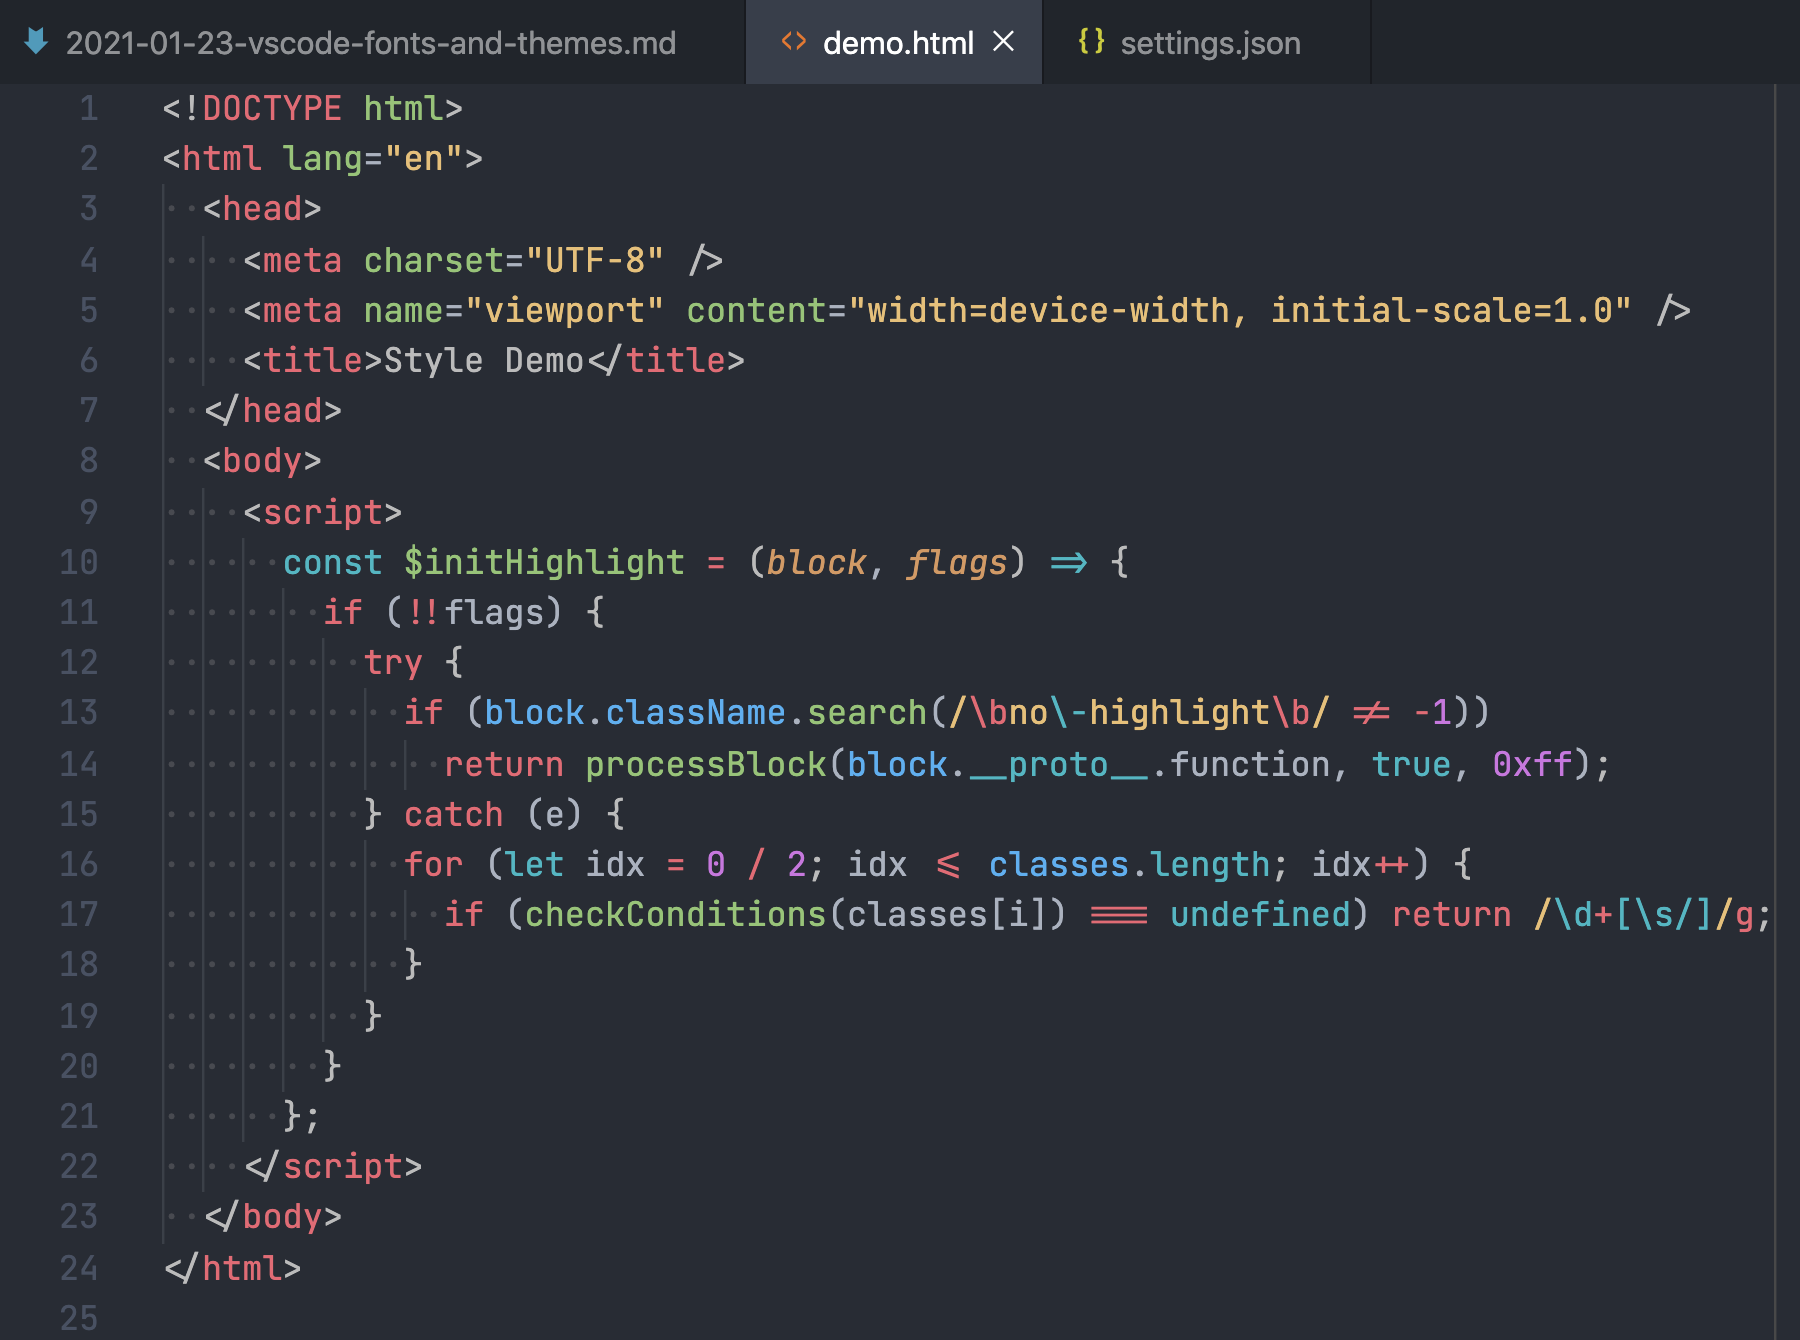 2021-01-23-vscode-fonts-and-themes.md demo.html settings.json
1 <!DOCTYPE html>
2 <html lang="en">
3 <head>
4 <meta charset="UTF-8" />
5 <meta name="viewport" content="width=device-width, initial-scale=1.0" />
6 <title>Style Demo</title>
7 </head>
8 <body>
9 <script>
10 const $initHighlight = (block, flags) => {
11 if (!!flags) {
12 try {
13 if (block.className.search(/\bno\-highlight\b/ != -1))
14 return processBlock(block.__proto__.function, true, 0xff);
15 } catch (e) {
16 for (let idx = 0 / 2; idx <= classes.length; idx++) {
17 if (checkConditions(classes[i]) === undefined) return /\d+[\s/]/g;
18 }
19 }
20 }
21 };
22 </script>
23 </body>
24 </html>
25